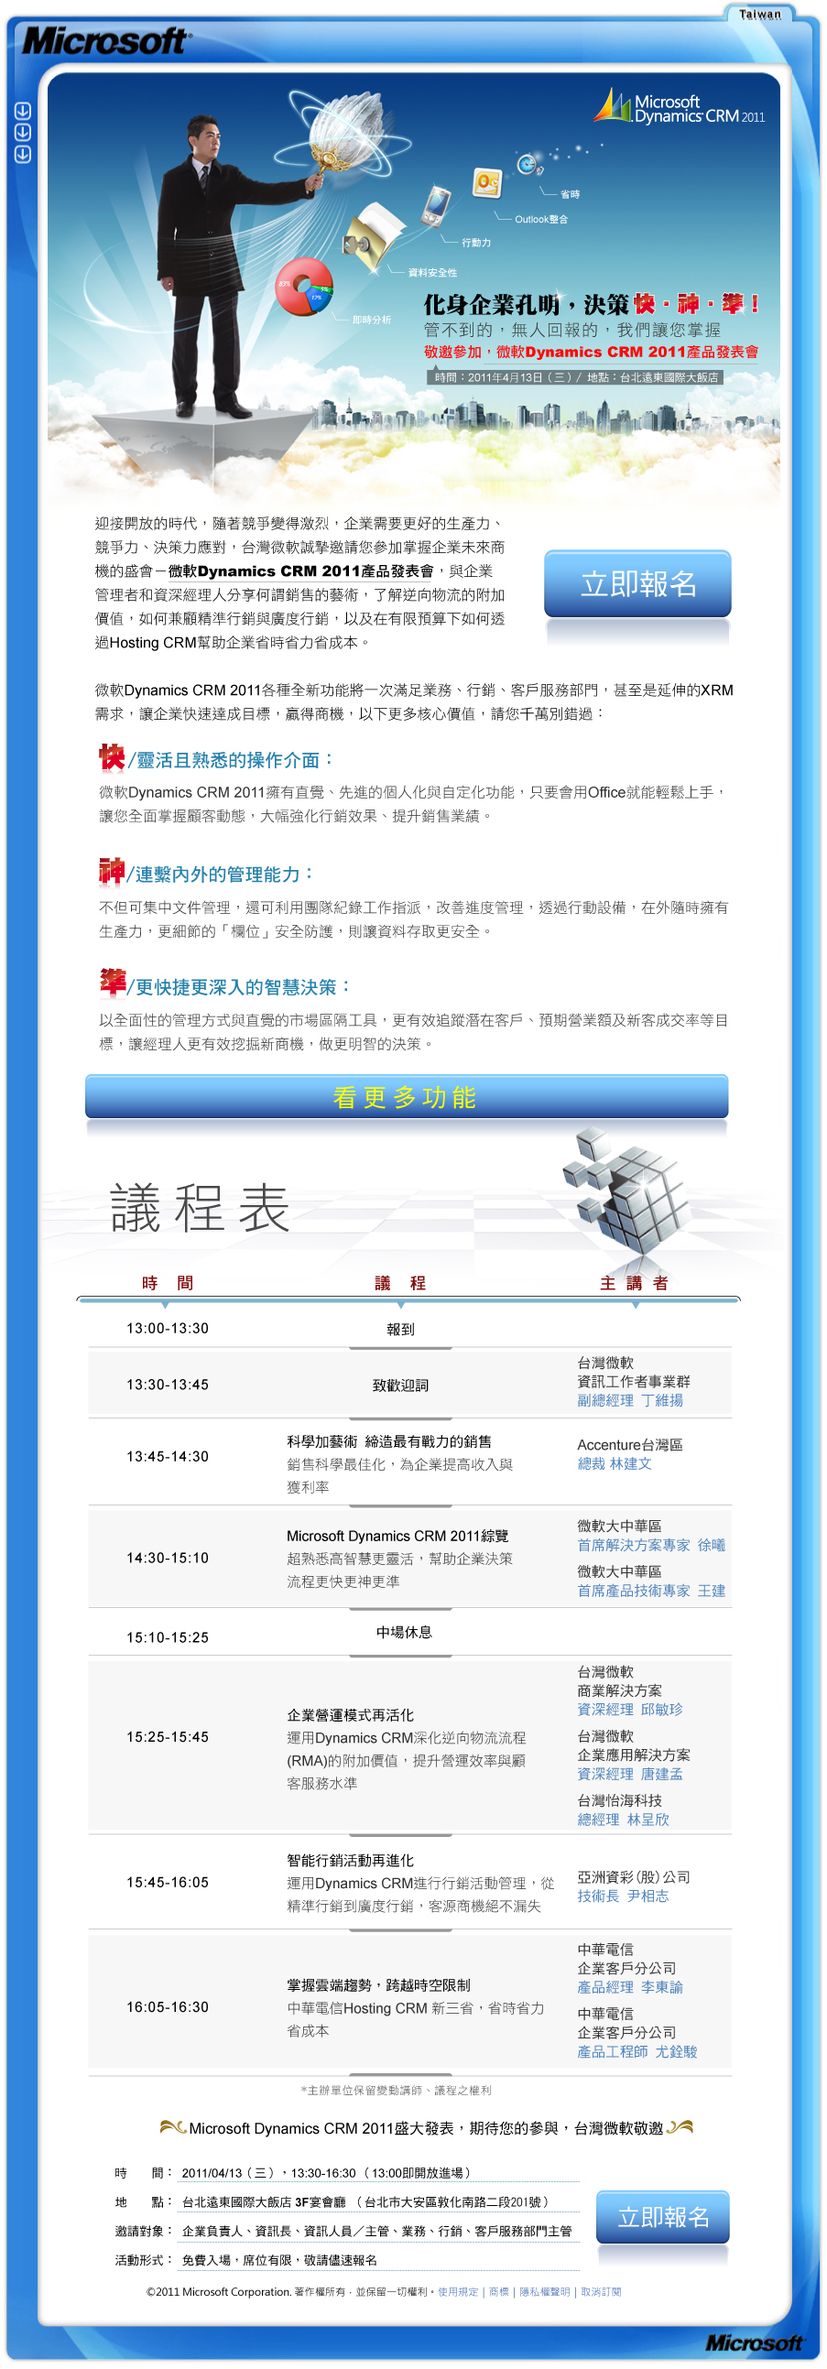 Taiwan
Microsoft
Microsoft
Dynamics CRM 2011
省時
Outlook整合
行動力
資料安全性
即時分析
化身企業孔明，決策 快·神·準！
管不到的，無人回報的，我們讓您掌握
敬邀參加，微軟Dynamics CRM 2011產品發表會
時間：2011年4月13日（三）/ 地點：台北遠東國際大飯店
迎接開放的時代，隨著競爭變得激烈，企業需要更好的生產力、
競爭力、決策力應對，台灣微軟誠摯邀請您參加掌握企業未來商
機的盛會－微軟Dynamics CRM 2011產品發表會，與企業
管理者和資深經理人分享何謂銷售的藝術，了解逆向物流的附加
價值，如何兼顧精準行銷與廣度行銷，以及在有限預算下如何透
過Hosting CRM幫助企業省時省力省成本。
立即報名
微軟Dynamics CRM 2011各種全新功能將一次滿足業務、行銷、客戶服務部門，甚至是延伸的XRM
需求，讓企業快速達成目標，贏得商機，以下更多核心價值，請您千萬別錯過：
快/靈活且熟悉的操作介面：
微軟Dynamics CRM 2011擁有直覺、先進的個人化與自定化功能，只要會用Office就能輕鬆上手，
讓您全面掌握顧客動態，大幅強化行銷效果、提升銷售業績。
神/連繫內外的管理能力：
不但可集中文件管理，還可利用團隊紀錄工作指派，改善進度管理，透過行動設備，在外隨時擁有
生產力，更細節的「欄位」安全防護，則讓資料存取更安全。
準/更快捷更深入的智慧決策：
以全面性的管理方式與直覺的市場區隔工具，更有效追蹤潛在客戶、預期營業額及新客成交率等目
標，讓經理人更有效挖掘新商機，做更明智的決策。
看更多功能
議程表
時 間 議 程 主講者
13:00-13:30 報到
13:30-13:45 致歡迎詞
台灣微軟
資訊工作者事業群
副總經理 丁維揚
13:45-14:30
科學加藝術 締造最有戰力的銷售
銷售科學最佳化，為企業提高收入與
獲利率
Accenture台灣區
總裁 林建文
14:30-15:10
Microsoft Dynamics CRM 2011綜覽
超熟悉高智慧更靈活，幫助企業決策
流程更快更神更準
微軟大中華區
首席解決方案專家 徐曦
微軟大中華區
首席產品技術專家 王建
15:10-15:25 中場休息
15:25-15:45
企業營運模式再活化
運用Dynamics CRM深化逆向物流流程
(RMA)的附加價值，提升營運效率與顧
客服務水準
台灣微軟
商業解決方案
資深經理 邱敏珍
台灣微軟
企業應用解決方案
資深經理 唐建孟
台灣怡海科技
總經理 林呈欣
15:45-16:05
智能行銷活動再進化
運用Dynamics CRM進行行銷活動管理，從
精準行銷到廣度行銷，客源商機絕不漏失
亞洲資彩(股)公司
技術長 尹相志
16:05-16:30
掌握雲端趨勢，跨越時空限制
中華電信Hosting CRM 新三省，省時省力
省成本
中華電信
企業客戶分公司
產品經理 李東諭
中華電信
企業客戶分公司
產品工程師 尤銓駿
*主辦單位保留變動講師、議程之權利
Microsoft Dynamics CRM 2011盛大發表，期待您的參與，台灣微軟敬邀
時 間： 2011/04/13（三），13:30-16:30 （13:00即開放進場）
地 點： 台北遠東國際大飯店 3F宴會廳 （台北市大安區敦化南路二段201號）
邀請對象： 企業負責人、資訊長、資訊人員／主管、業務、行銷、客戶服務部門主管
活動形式： 免費入場，席位有限，敬請儘速報名
立即報名
©2011 Microsoft Corporation. 著作權所有，並保留一切權利。使用規定 | 商標 | 隱私權聲明 | 取消訂閱
Microsoft